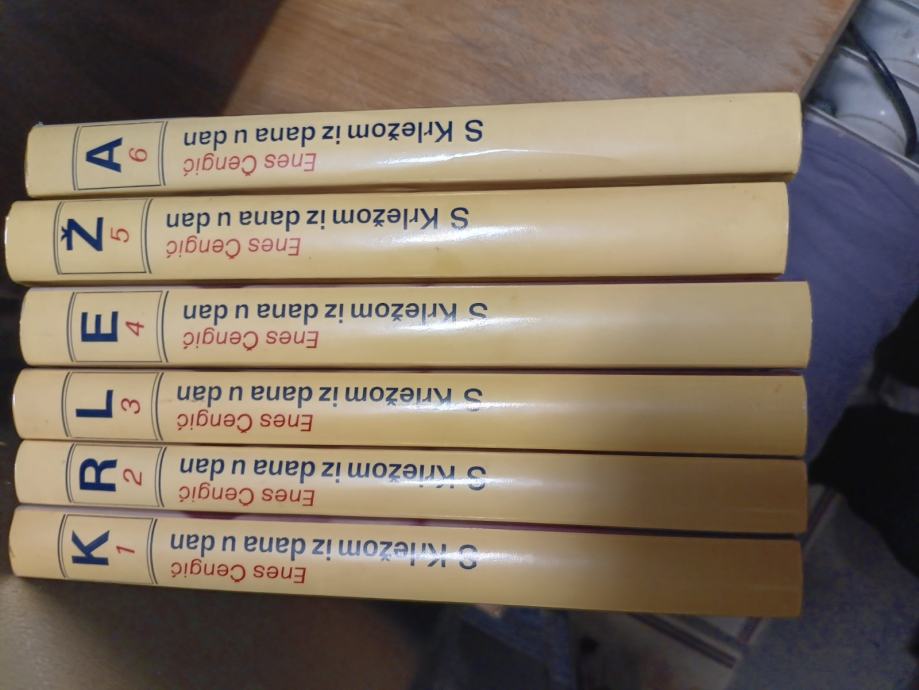 A
6
S Krležom iz dana u dan
Enes Čengić
Ž
5
S Krležom iz dana u dan
Enes Čengić
E
4
S Krležom iz dana u dan
Enes Čengić
L
3
S Krležom iz dana u dan
Enes Čengić
R
2
S Krležom iz dana u dan
Enes Čengić
K
1
S Krležom iz dana u dan
Enes Čengić